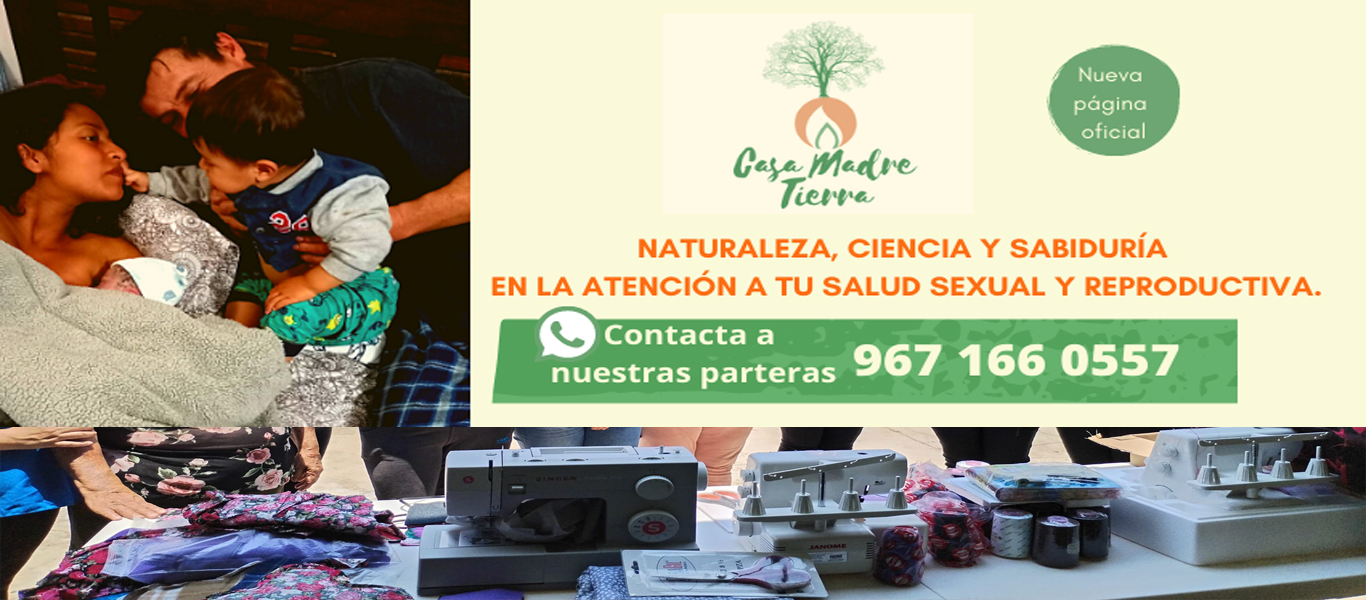 Casa Madre
Tierra
Nueva
página
oficial
NATURALEZA, CIENCIA Y SABIDURÍA
EN LA ATENCIÓN A TU SALUD SEXUAL Y REPRODUCTIVA.
Contacta a
nuestras parteras
967 166 0557
SINGER
JANOME